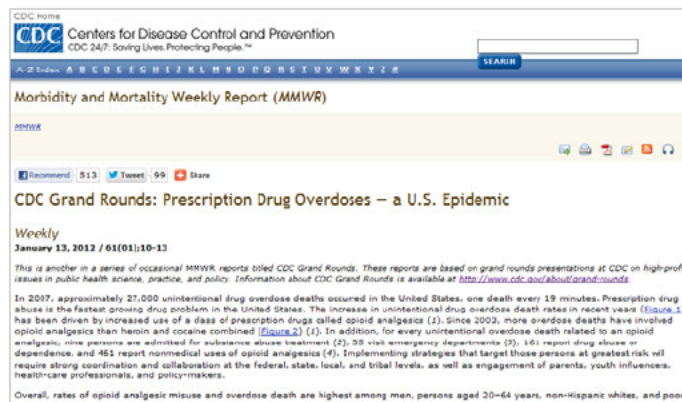 CDC Home
CDC Centers for Disease Control and Prevention
CDC 24/7: Saving Lives. Protecting People.™
SEARCH
A-Z Index A B C D E F G H I J K L M N O P Q R S T U V W X Y Z #
Morbidity and Mortality Weekly Report (MMWR)
MMWR
Recommend 513 Tweet 99 Share
CDC Grand Rounds: Prescription Drug Overdoses — a U.S. Epidemic
Weekly
January 13, 2012 / 61(01);10-13
This is another in a series of occasional MMWR reports titled CDC Grand Rounds. These reports are based on grand rounds presentations at CDC on high-prof
issues in public health science, practice, and policy. Information about CDC Grand Rounds is available at http://www.cdc.gov/about/grand-rounds.
In 2007, approximately 27,000 unintentional drug overdose deaths occurred in the United States, one death every 19 minutes. Prescription drug
abuse is the fastest growing drug problem in the United States. The increase in unintentional drug overdose death rates in recent years (Figure 1
has been driven by increased use of a class of prescription drugs called opioid analgesics (1). Since 2003, more overdose deaths have involved
opioid analgesics than heroin and cocaine combined (Figure 2) (1). In addition, for every unintentional overdose death related to an opioid
analgesic, nine persons are admitted for substance abuse treatment (2), 35 visit emergency departments (3), 161 report drug abuse or
dependence, and 461 report nonmedical uses of opioid analgesics (4). Implementing strategies that target those persons at greatest risk will
require strong coordination and collaboration at the federal, state, local, and tribal levels, as well as engagement of parents, youth influencers,
health-care professionals, and policy-makers.
Overall, rates of opioid analgesic misuse and overdose death are highest among men, persons aged 20–64 years, non-Hispanic whites, and poor